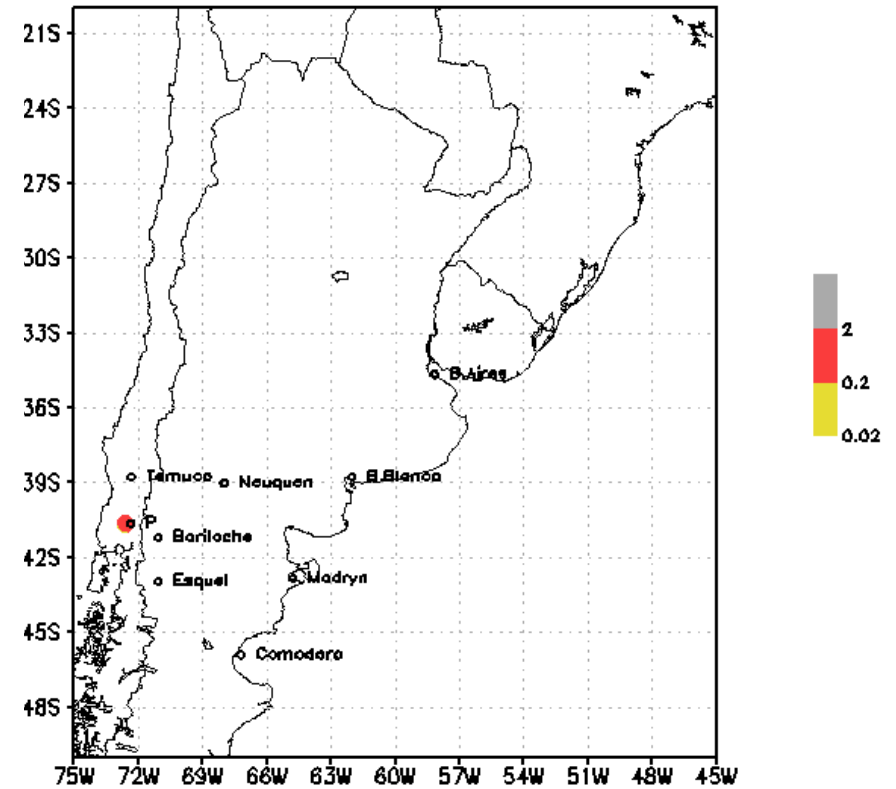 21S
24S
27S
30S
33S
36S
39S
42S
45S
48S
75W 72W 69W 66W 63W 60W 57W 54W 51W 48W 45W
B.Aires
Temuco
Neuquen
B.Blanca
P
Bariloche
Esquel
Madryn
Comodoro
2
0.2
0.02